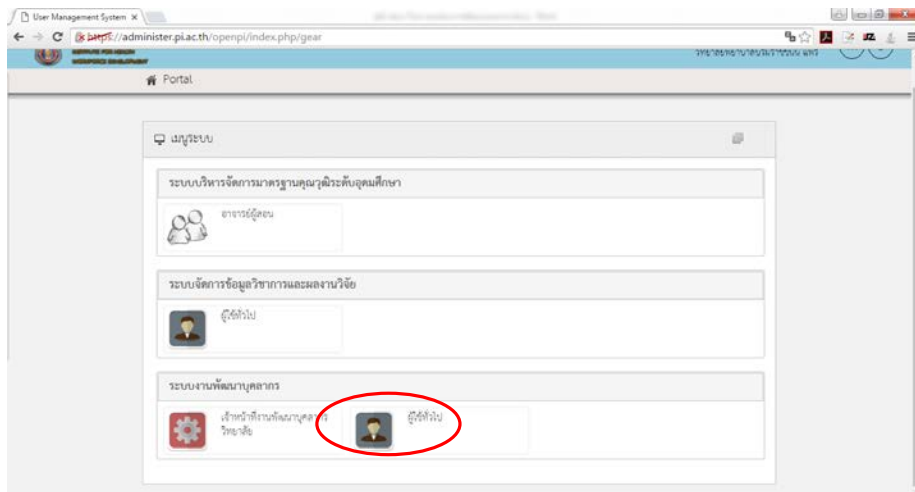 User Management System
https://administer.pi.ac.th/openpi/index.php/gear
INSTITUTE FOR HEALTH
WORKFORCE DEVELOPMENT
Portal
เมนูระบบ
ระบบบริหารจัดการมาตรฐานคุณวุฒิระดับอุดมศึกษา
อาจารย์ผู้สอน
ระบบจัดการข้อมูลวิชาการและผลงานวิจัย
ผู้ใช้ทั่วไป
ระบบงานพัฒนาบุคลากร
เจ้าหน้าที่งานพัฒนาบุคลากร
วิทยาลัย
ผู้ใช้ทั่วไป